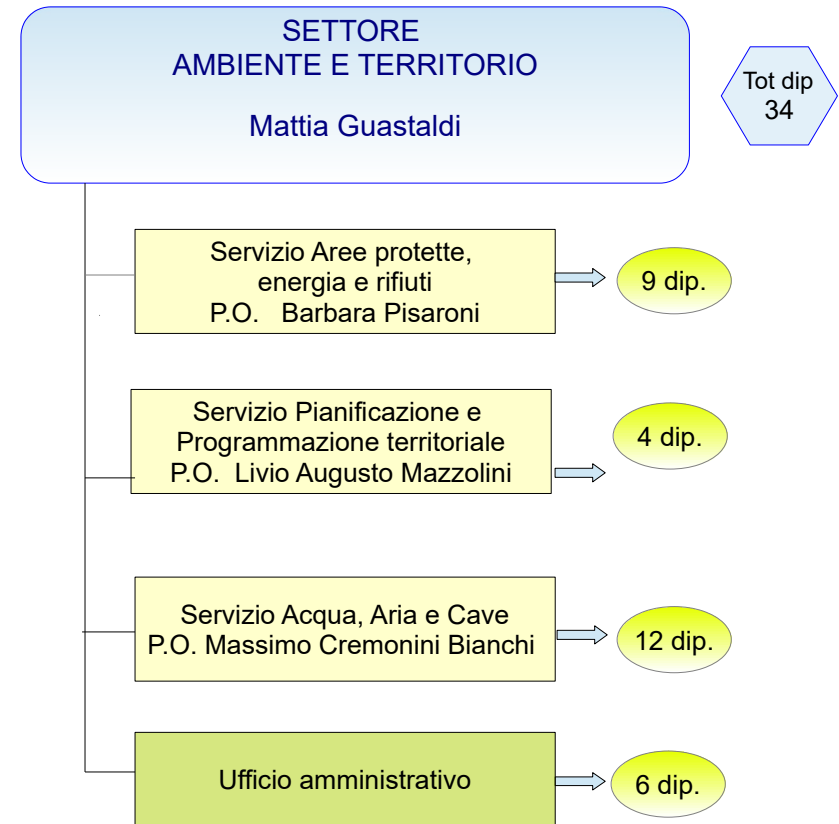 SETTORE
AMBIENTE E TERRITORIO
Mattia Guastaldi
Tot dip
34
Servizio Aree protette,
energia e rifiuti
P.O. Barbara Pisaroni
9 dip.
Servizio Pianificazione e
Programmazione territoriale
P.O. Livio Augusto Mazzolini
4 dip.
Servizio Acqua, Aria e Cave
P.O. Massimo Cremonini Bianchi
12 dip.
Ufficio amministrativo
6 dip.